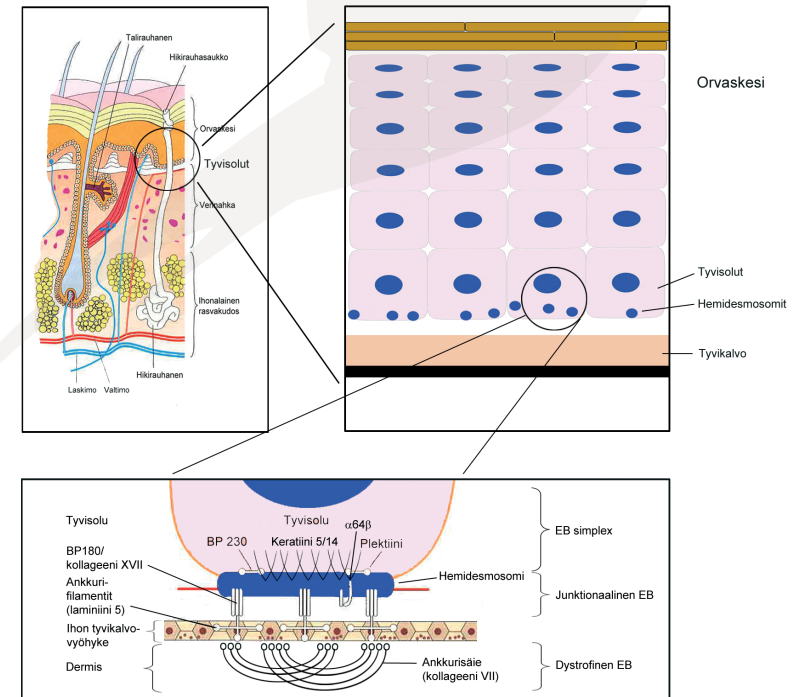 Talirauhanen
Hikirauhasaukko
Orvaskesi
Tyvisolut
Verinahka
Ihonalainen
rasvakudos
Hikirauhanen
Laskimo
Valtimo
Orvaskesi
Tyvisolut
Hemidesmosomit
Tyvikalvo
Tyvisolu
BP180/
kollageeni XVII
Ankkuri-
filamentit
(laminiini 5)
Ihon tyvikalvo-
vyöhyke
Dermis
Tyvisolu
α64β
BP 230
Keratiini 5/14
Plektiini
Hemidesmosomi
Ankkurisäie
(kollageeni VII)
EB simplex
Junktionaalinen EB
Dystrofinen EB